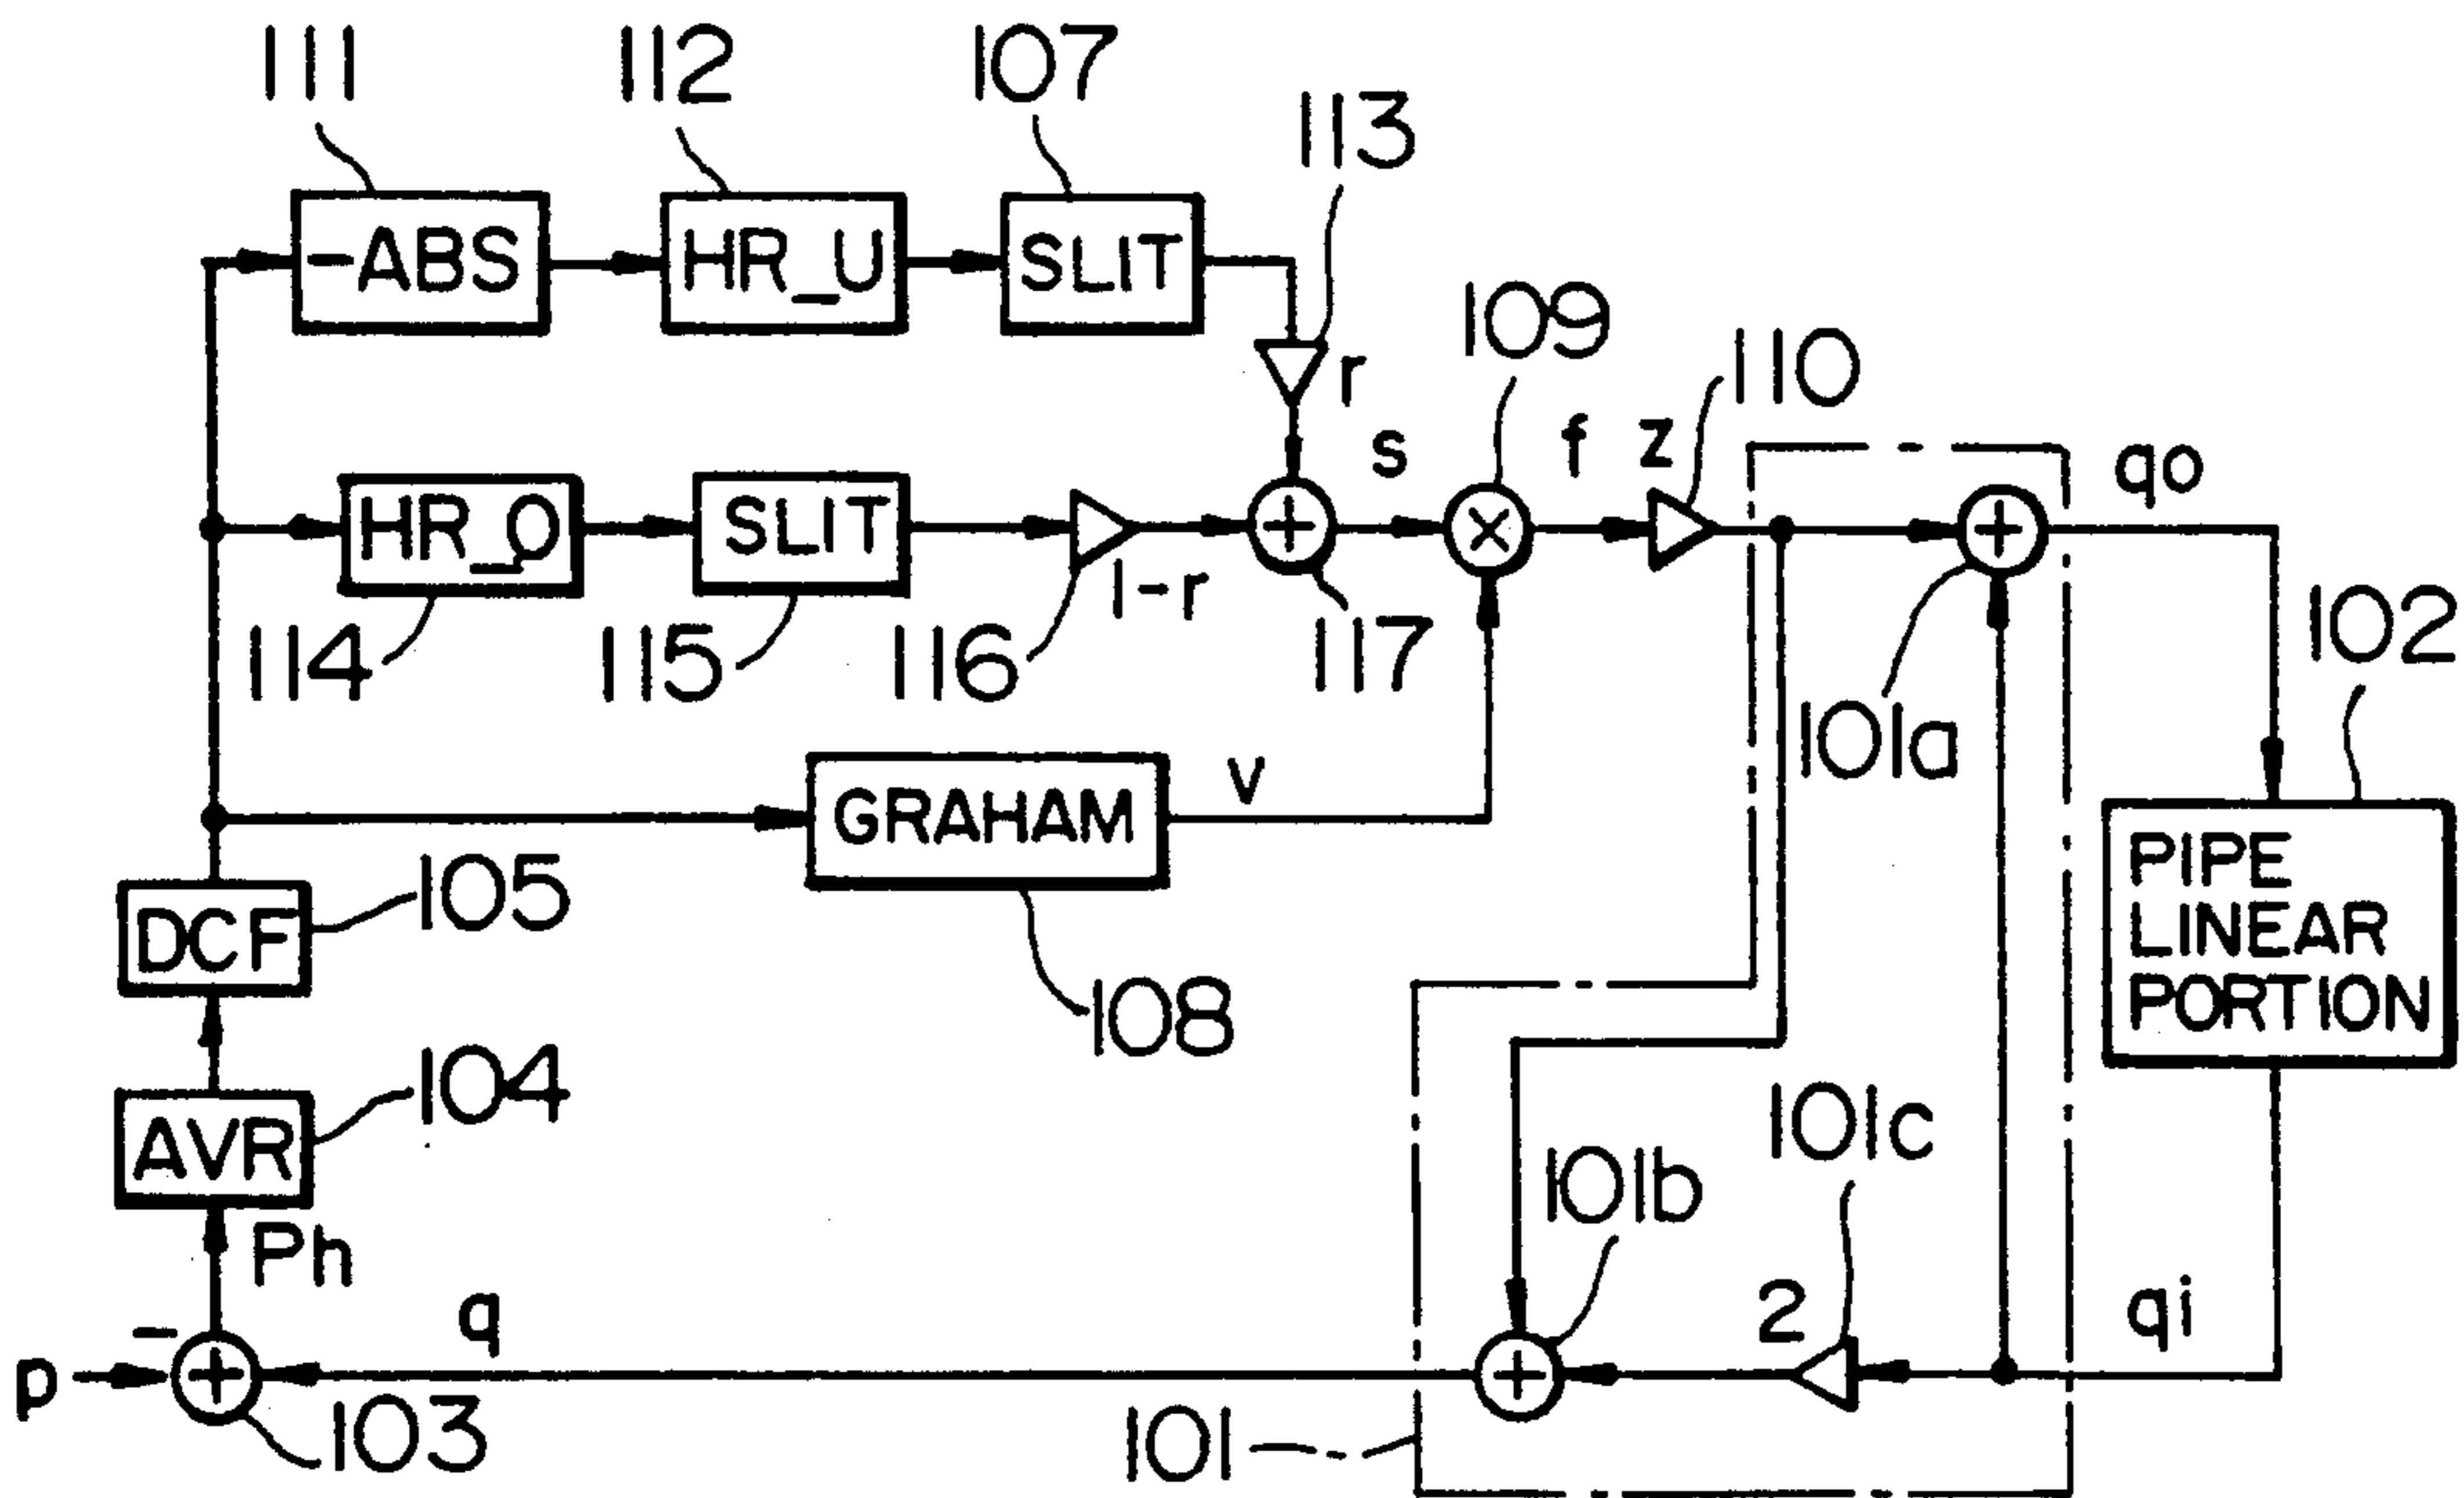 111
112
107
113
-ABS
HR_U
SLIT
109
110
r
s
f
z
qo
HR_O
SLIT
1-r
102
114
115
116
117
101a
GRAHAM
v
PIPE
LINEAR
PORTION
DCF
105
108
AVR
104
101c
101b
Ph
q
2
qi
-
p
103
101